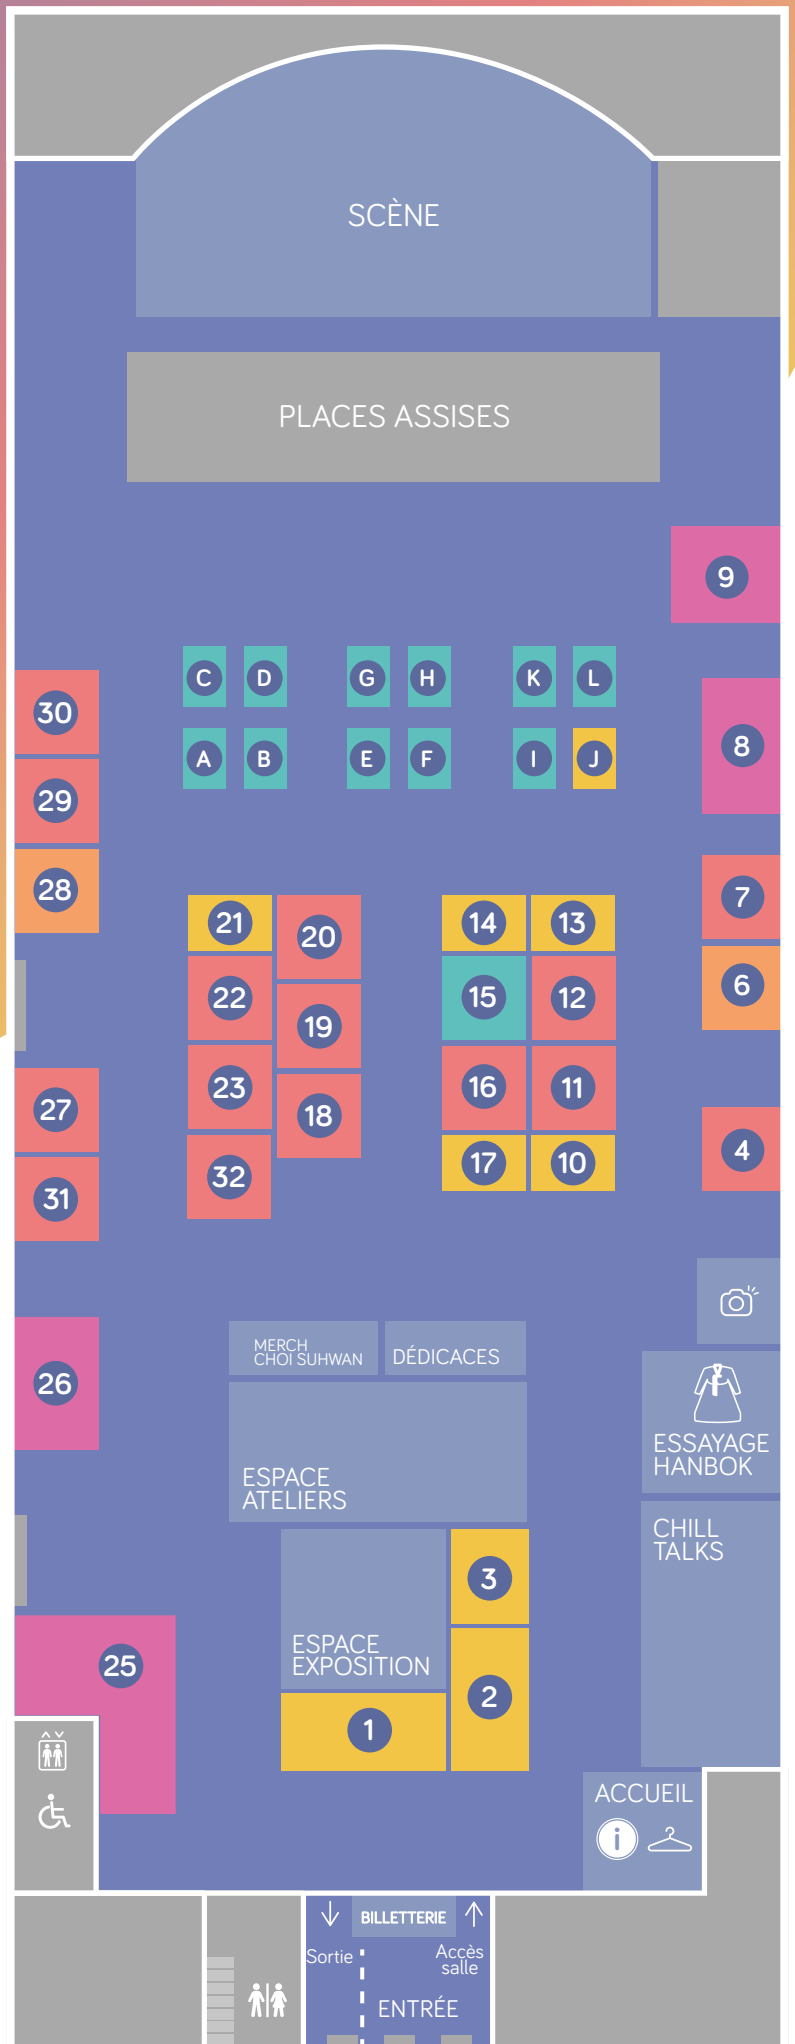 SCÈNE
PLACES ASSISES
9
C D G H K L
30
8
A B E F I J
29
28
7
21 20 14 13
6
22 19 15 12
27
23 18 16 11
4
31
32 17 10
MERCH
CHOI SUHWAN
DÉDICACES
26
ESSAYAGE
HANBOK
ESPACE
ATELIERS
CHILL
TALKS
3
ESPACE
EXPOSITION
25
2
1
ACCUEIL
i
BILLETTERIE
Sortie
Accès
salle
ENTRÉE